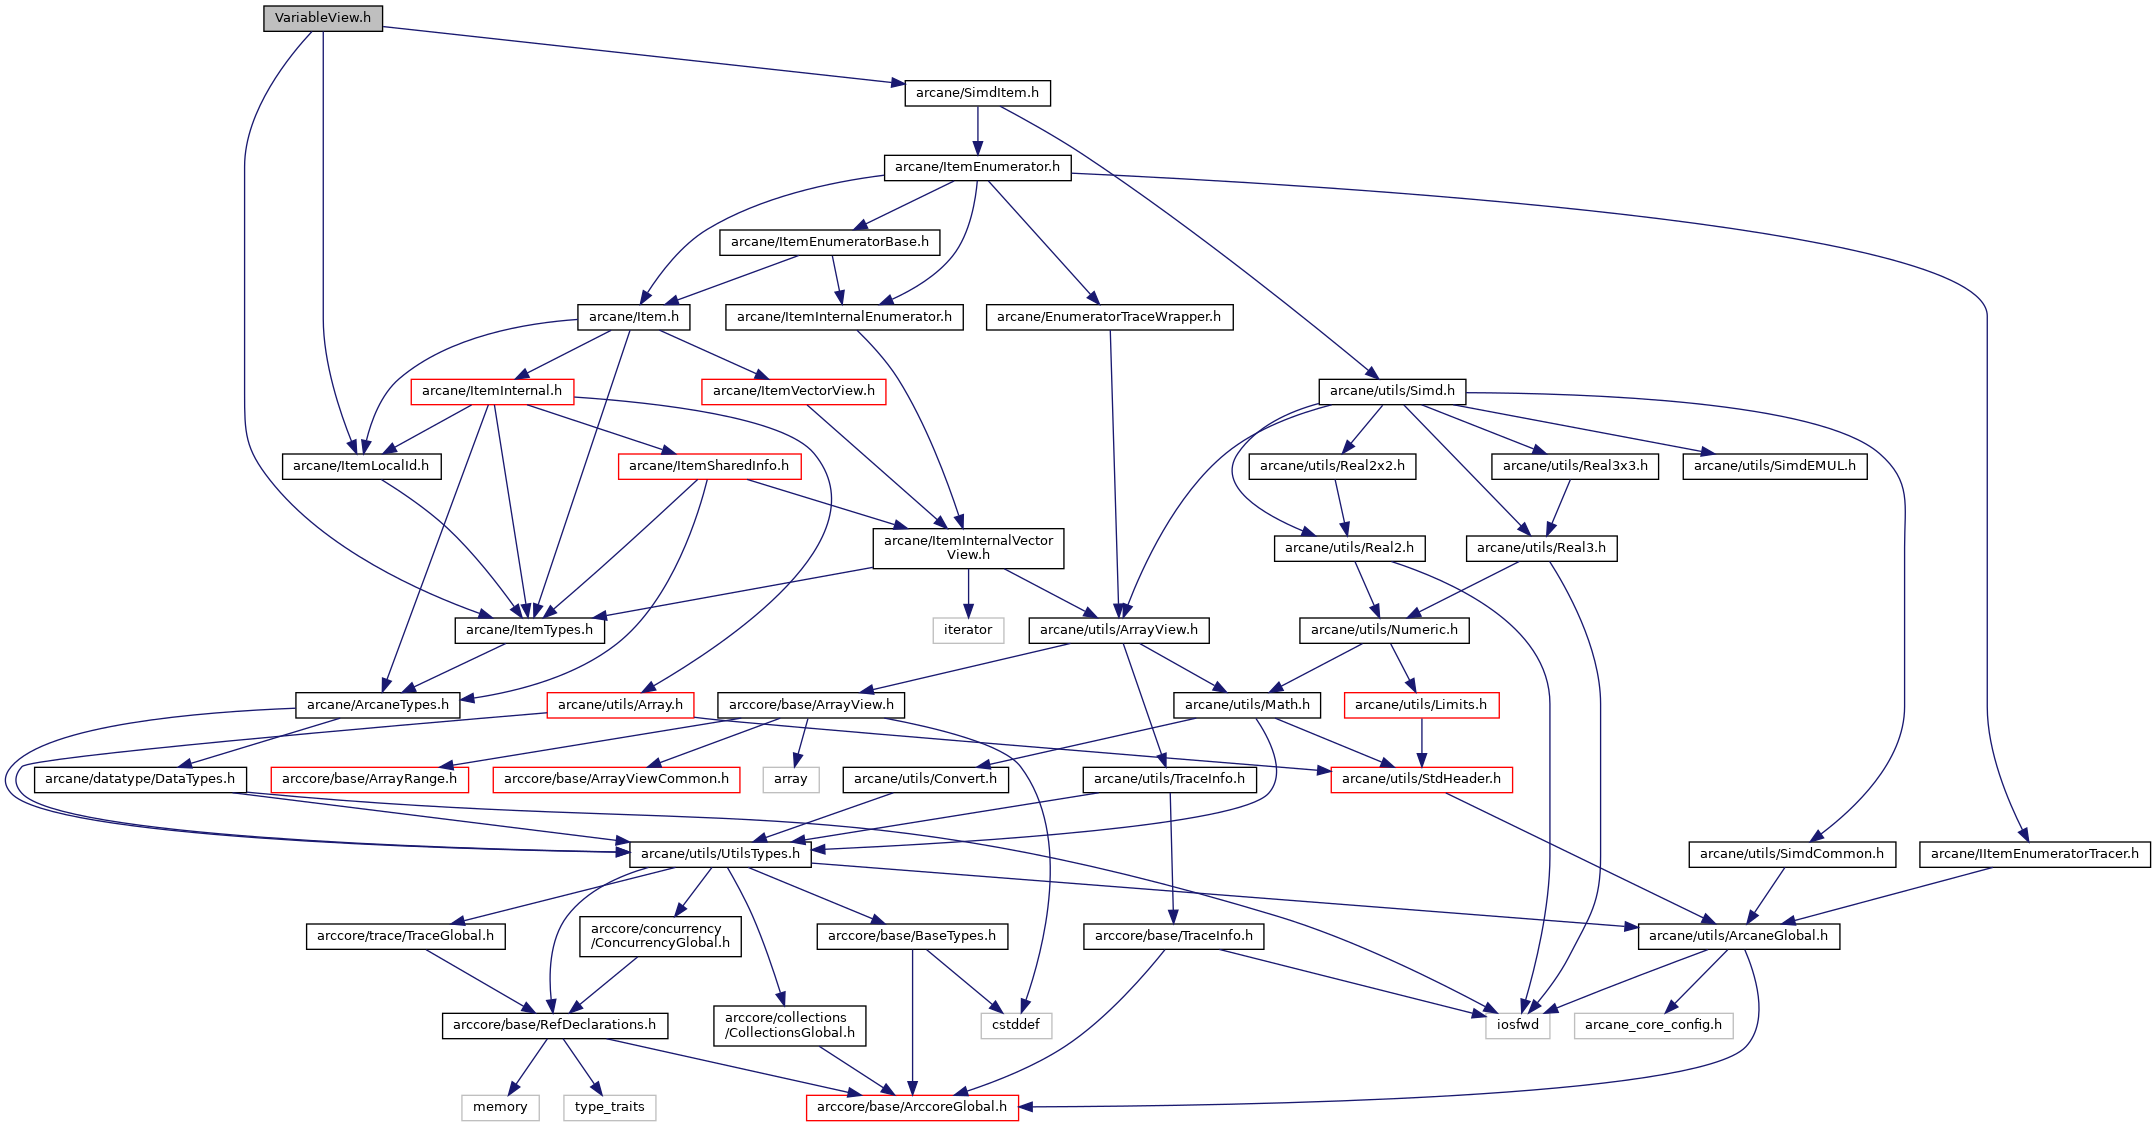 VariableView.h
arcane/SimdItem.h
arcane/ItemEnumerator.h
arcane/ItemEnumeratorBase.h
arcane/Item.h
arcane/ItemInternalEnumerator.h
arcane/EnumeratorTraceWrapper.h
arcane/ItemInternal.h
arcane/ItemVectorView.h
arcane/utils/Simd.h
arcane/ItemLocalId.h
arcane/ItemSharedInfo.h
arcane/utils/Real2x2.h
arcane/utils/Real3x3.h
arcane/utils/SimdEMUL.h
arcane/ItemInternalVector
View.h
arcane/utils/Real2.h
arcane/utils/Real3.h
arcane/ItemTypes.h
iterator
arcane/utils/ArrayView.h
arcane/utils/Numeric.h
arcane/ArcaneTypes.h
arcane/utils/Array.h
arccore/base/ArrayView.h
arcane/utils/Math.h
arcane/utils/Limits.h
arcane/datatype/DataTypes.h
arccore/base/ArrayRange.h
arccore/base/ArrayViewCommon.h
array
arcane/utils/Convert.h
arcane/utils/TraceInfo.h
arcane/utils/StdHeader.h
arcane/utils/UtilsTypes.h
arcane/utils/SimdCommon.h
arcane/IItemEnumeratorTracer.h
arccore/trace/TraceGlobal.h
arccore/concurrency
/ConcurrencyGlobal.h
arccore/base/BaseTypes.h
arccore/base/TraceInfo.h
arcane/utils/ArcaneGlobal.h
arccore/base/RefDeclarations.h
arccore/collections
/CollectionsGlobal.h
cstddef
iosfwd
arcane_core_config.h
memory
type_traits
arccore/base/ArccoreGlobal.h